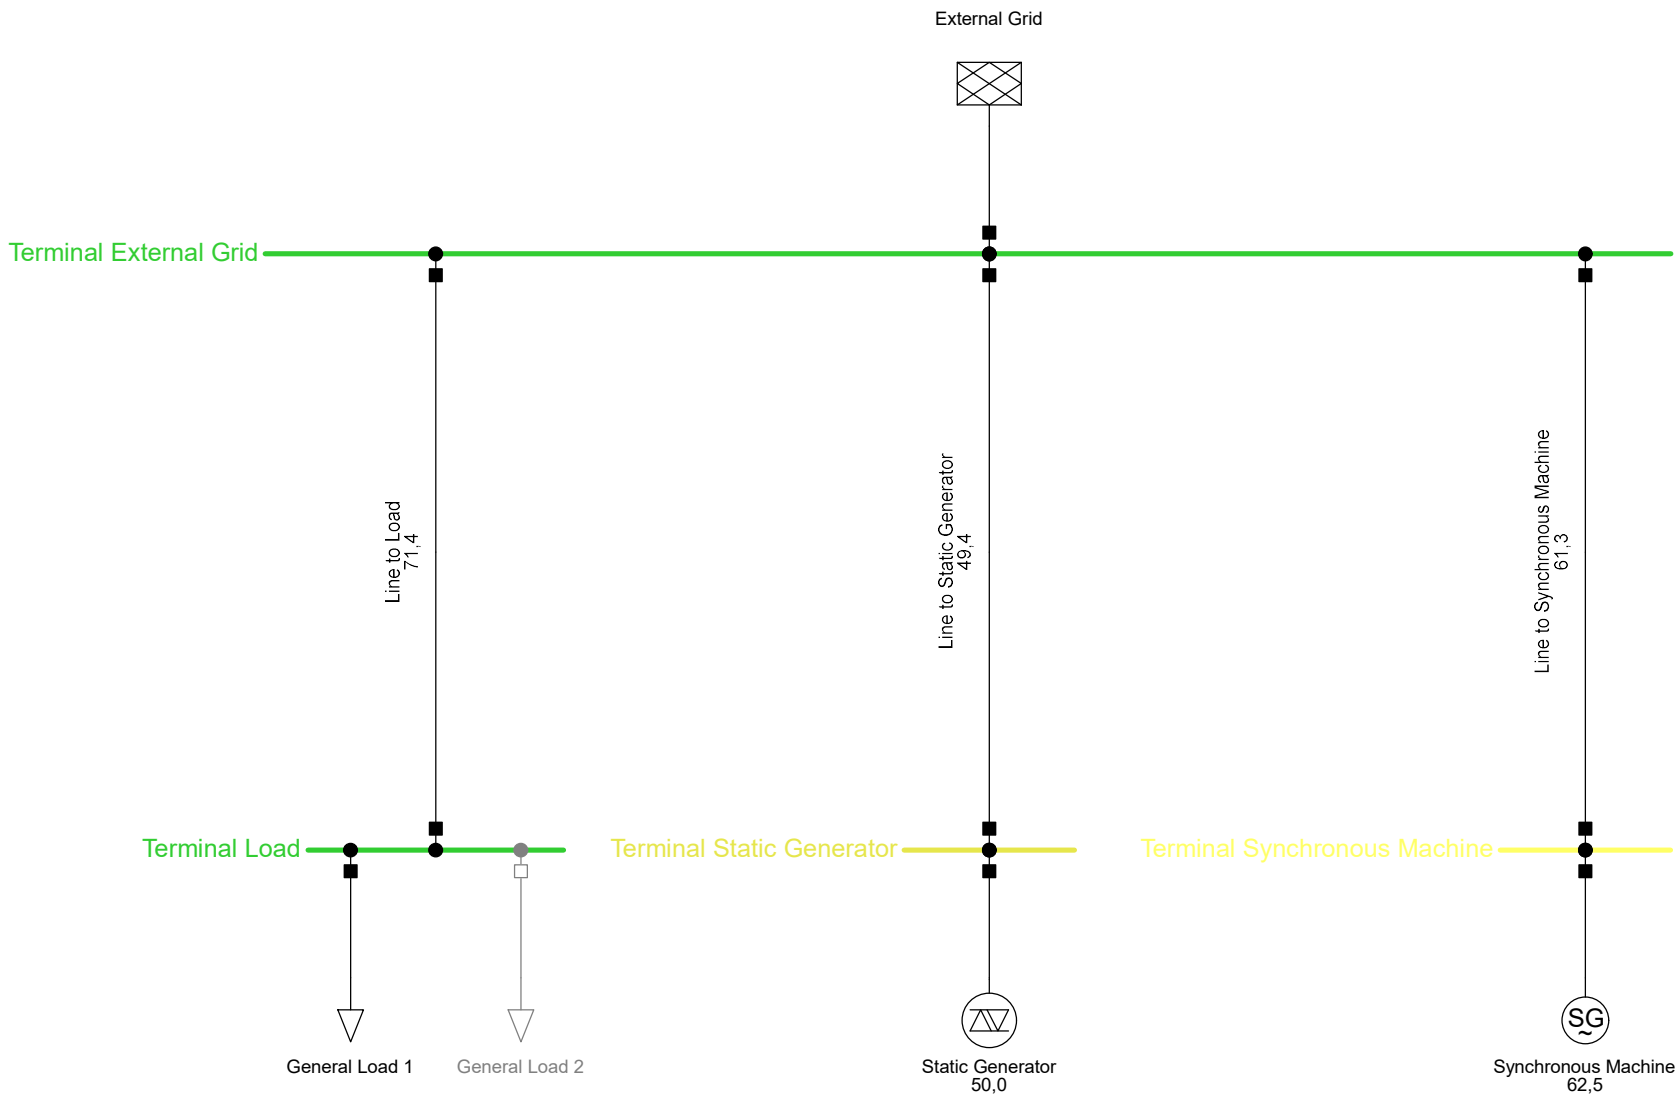 External Grid
Terminal External Grid
Line to Load
71,4
Line to Static Generator
49,4
Line to Synchronous Machine
61,3
Terminal Load
Terminal Static Generator
Terminal Synchronous Machine
SG
~
General Load 1
General Load 2
Static Generator
50,0
Synchronous Machine
62,5